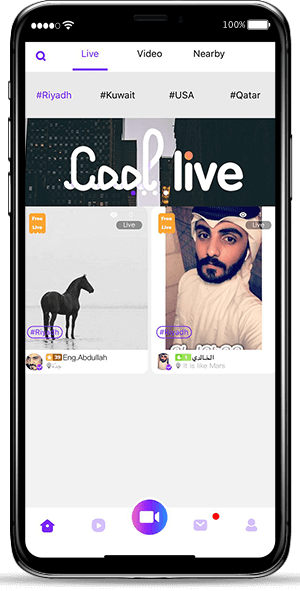 100%
Live Video Nearby
#Riyadh #Kuwait #USA #Qatar
Cool live
Free Live
Live
#Riyadh
39 Eng.Abdullah
جدة
Free Live
Live
#Riyadh
1 الخالدي
It is like Mars